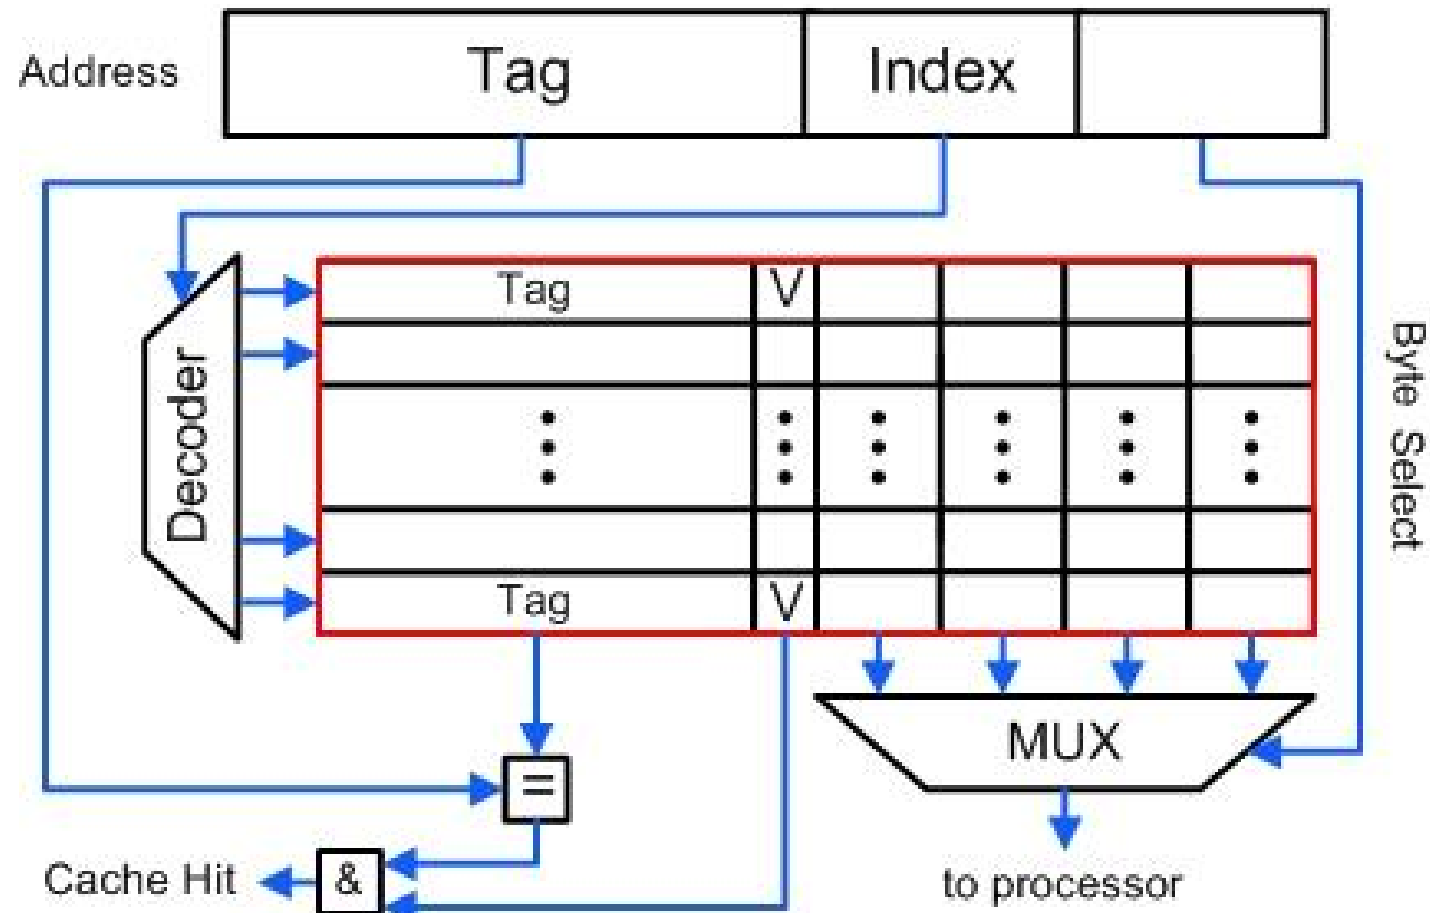 Address
Tag
Index
Tag
V
Decoder
Byte Select
Tag
V
MUX
=
Cache Hit
&
to processor